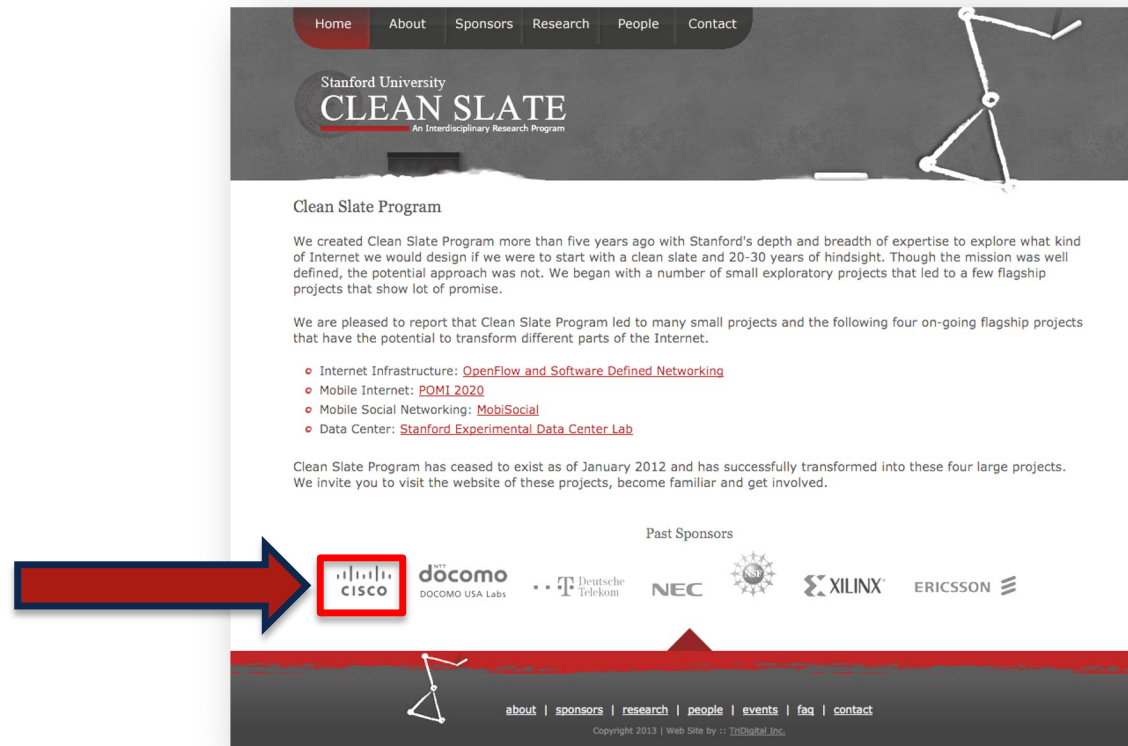 Home About Sponsors Research People Contact
Stanford University
CLEAN SLATE
An Interdisciplinary Research Program
Clean Slate Program
We created Clean Slate Program more than five years ago with Stanford's depth and breadth of expertise to explore what kind
of Internet we would design if we were to start with a clean slate and 20-30 years of hindsight. Though the mission was well
defined, the potential approach was not. We began with a number of small exploratory projects that led to a few flagship
projects that show lot of promise.
We are pleased to report that Clean Slate Program led to many small projects and the following four on-going flagship projects
that have the potential to transform different parts of the Internet.
Internet Infrastructure: OpenFlow and Software Defined Networking
Mobile Internet: POMI 2020
Mobile Social Networking: MobiSocial
Data Center: Stanford Experimental Data Center Lab
Clean Slate Program has ceased to exist as of January 2012 and has successfully transformed into these four large projects.
We invite you to visit the website of these projects, become familiar and get involved.
Past Sponsors
CISCO
NTT
döcomo
DOCOMO USA Labs
T Deutsche
Telekom
NEC
NSF
XILINX
ERICSSON
about | sponsors | research | people | events | faq | contact
Copyright 2013 | Web Site by :: TriDigital Inc.